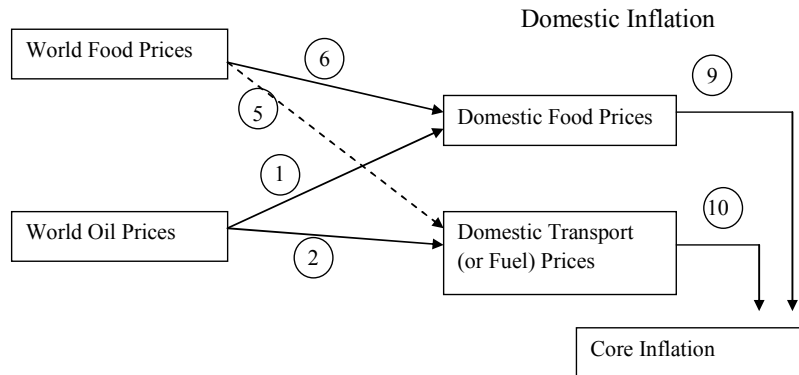 Domestic Inflation
World Food Prices
6
9
5
Domestic Food Prices
1
World Oil Prices
10
Domestic Transport
(or Fuel) Prices
2
Core Inflation